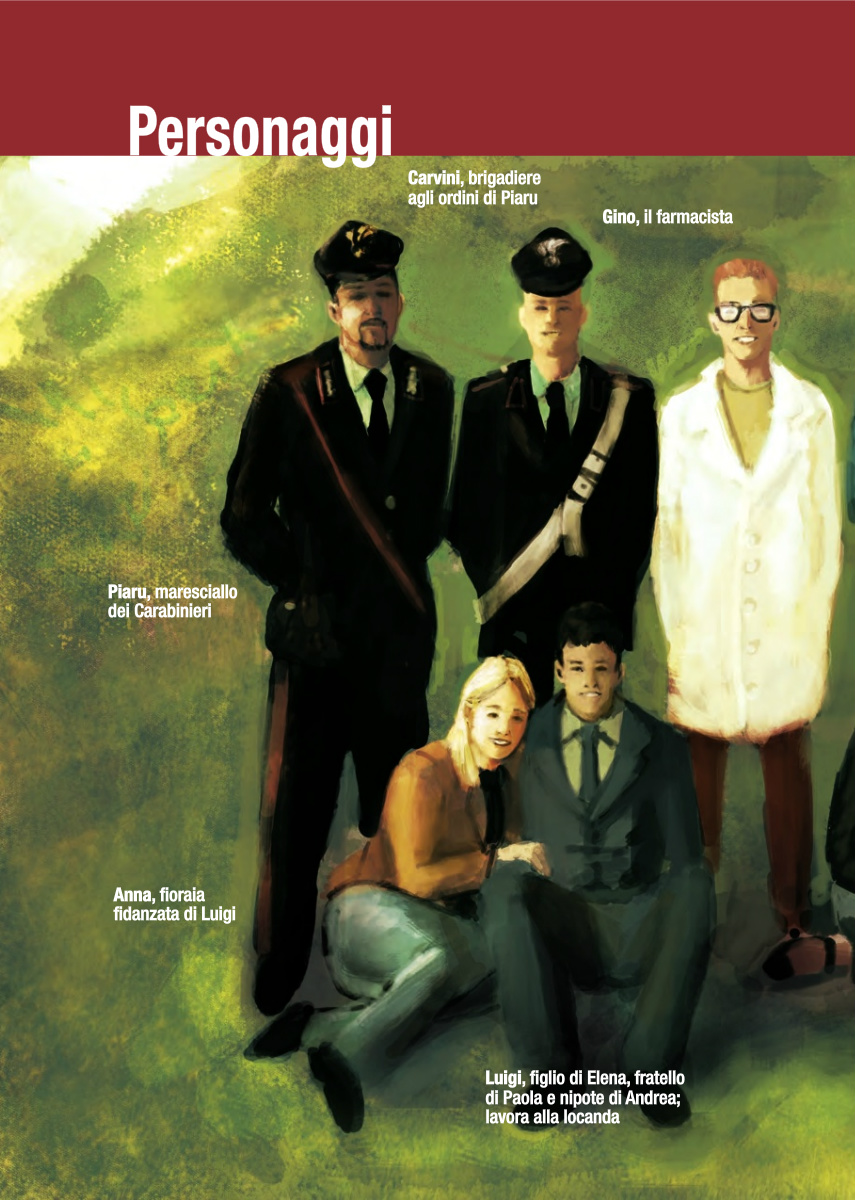 Personaggi
Carvini, brigadiere
agli ordini di Piaru
Gino, il farmacista
Piaru, maresciallo
dei Carabinieri
Anna, fioraia
fidanzata di Luigi
Luigi, figlio di Elena, fratello
di Paola e nipote di Andrea;
lavora alla locanda